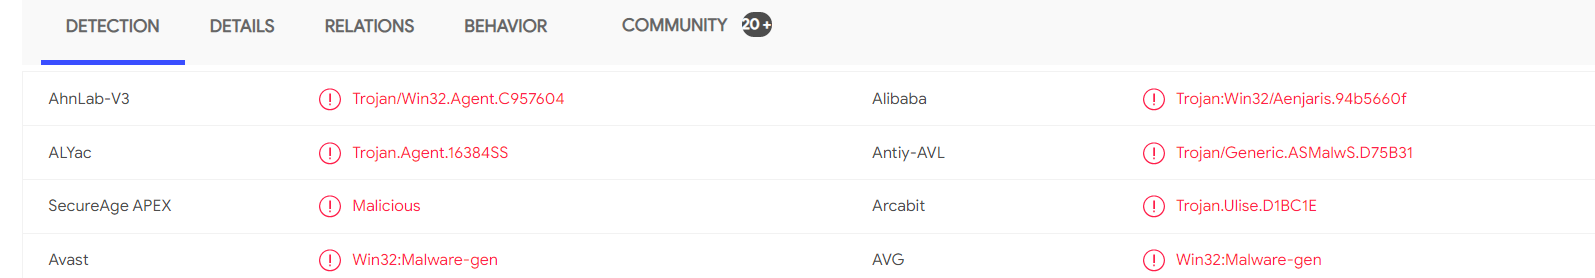 DETECTION DETAILS RELATIONS BEHAVIOR COMMUNITY 20+
AhnLab-V3 Trojan/Win32.Agent.C957604 Alibaba Trojan:Win32/Aenjaris.94b5660f
ALYac Trojan.Agent.16384SS Antiy-AVL Trojan/Generic.ASMalwS.D75B31
SecureAge APEX Malicious Arcabit Trojan.Ulise.D1BC1E
Avast Win32:Malware-gen AVG Win32:Malware-gen